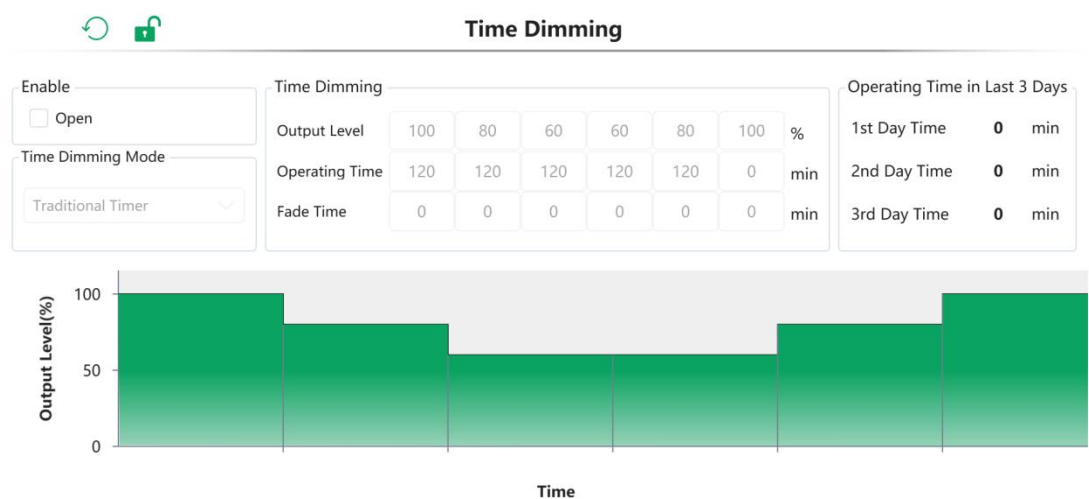 Time Dimming
Enable
Open
Time Dimming Mode
Traditional Timer
Time Dimming
Output Level 100 80 60 60 80 100 %
Operating Time 120 120 120 120 120 0 min
Fade Time 0 0 0 0 0 0 min
Operating Time in Last 3 Days
1st Day Time 0 min
2nd Day Time 0 min
3rd Day Time 0 min
Output Level(%)
100
50
0
Time